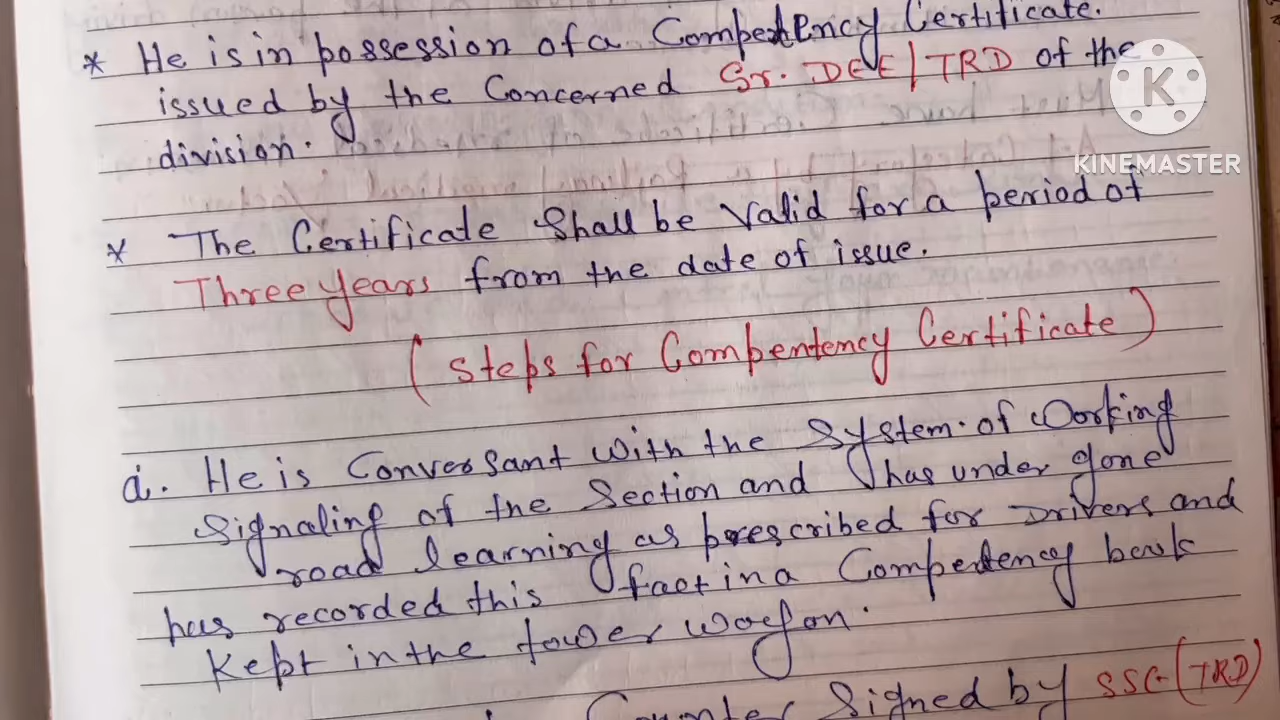 * He is in possession of a Competency Certificate.
issued by the Concerned Sr. DEE/TRD of the
division.
* The Certificate Shall be Valid for a period of
Three years from the date of issue.
(Steps for Compentency Certificate)
a. He is Conversant with the System of Working
Signaling of the Section and has under gone
road learning as prescribed for Drivers and
has recorded this fact in a Competency book
Kept in the tower wagon.
Counter Signed by SSE (TRD)
K
KINEMASTER